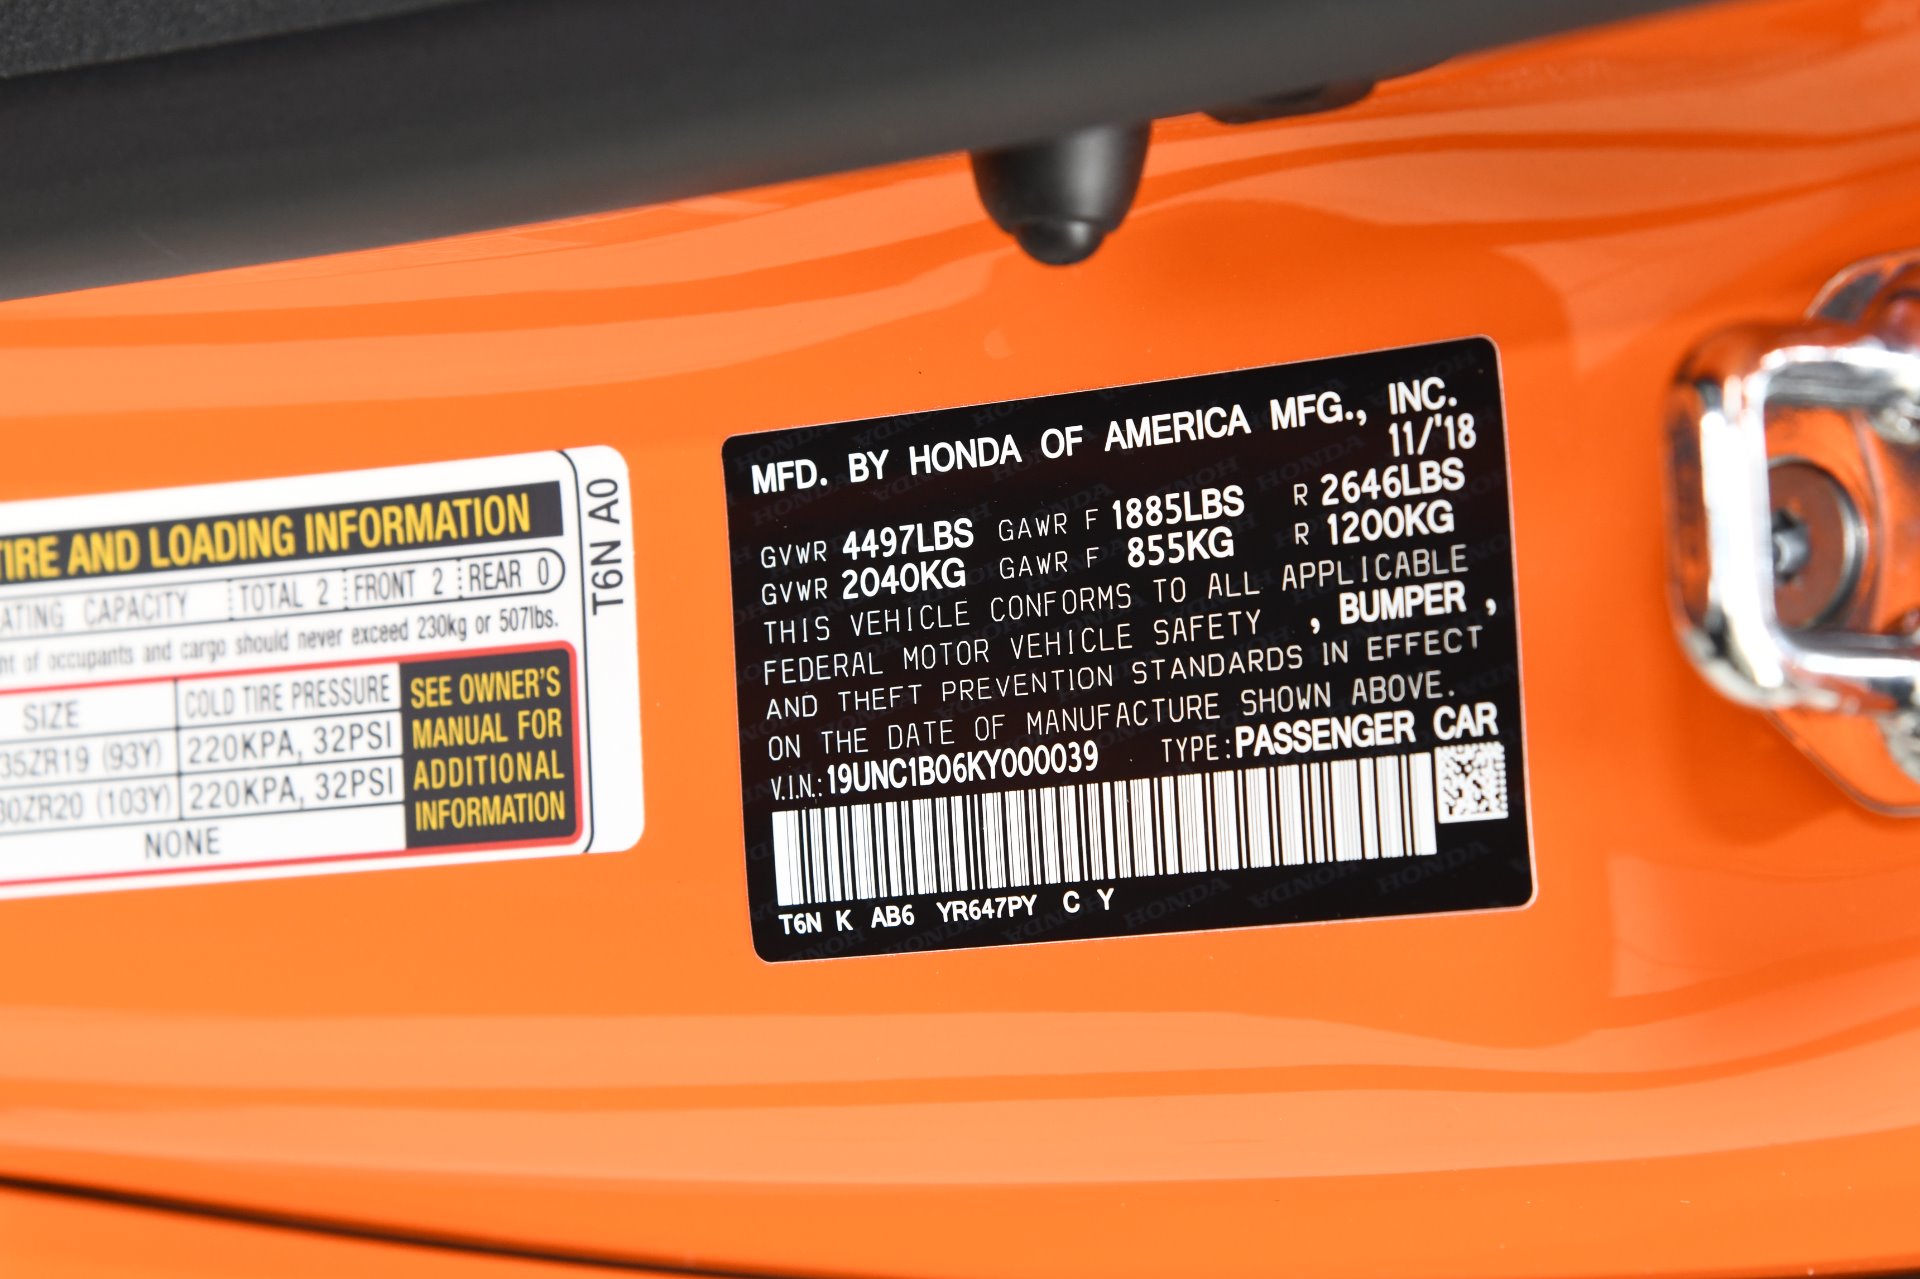 TIRE AND LOADING INFORMATION
ATING CAPACITY TOTAL 2 FRONT 2 REAR 0
ht of occupants and cargo should never exceed 230kg or 507lbs.
SIZE COLD TIRE PRESSURE
35ZR19 (93Y) 220KPA, 32PSI
30ZR20 (103Y) 220KPA, 32PSI
NONE
SEE OWNER'S
MANUAL FOR
ADDITIONAL
INFORMATION
T6N A0
MFD. BY HONDA OF AMERICA MFG., INC.
11/'18
GVWR 4497LBS GAWR F 1885LBS R 2646LBS
GVWR 2040KG GAWR F 855KG R 1200KG
THIS VEHICLE CONFORMS TO ALL APPLICABLE
FEDERAL MOTOR VEHICLE SAFETY , BUMPER ,
AND THEFT PREVENTION STANDARDS IN EFFECT
ON THE DATE OF MANUFACTURE SHOWN ABOVE.
V.I.N.: 19UNC1B06KY000039 TYPE: PASSENGER CAR
T6N K AB6 YR647PY C Y